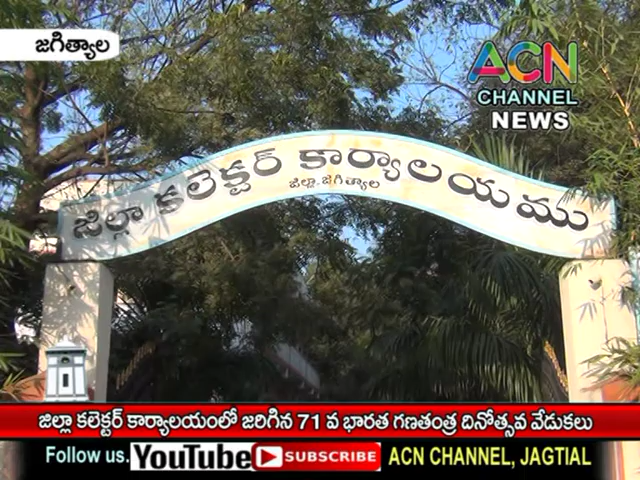 జగిత్యాల
ACN
CHANNEL
NEWS
జిల్లా కలెక్టర్ కార్యాలయము
జిల్లా.జగిత్యాల
జిల్లా కలెక్టర్ కార్యాలయంలో జరిగిన 71 వ భారత గణతంత్ర దినోత్సవ వేడుకలు
Follow us. YouTube SUBSCRIBE ACN CHANNEL, JAGTIAL